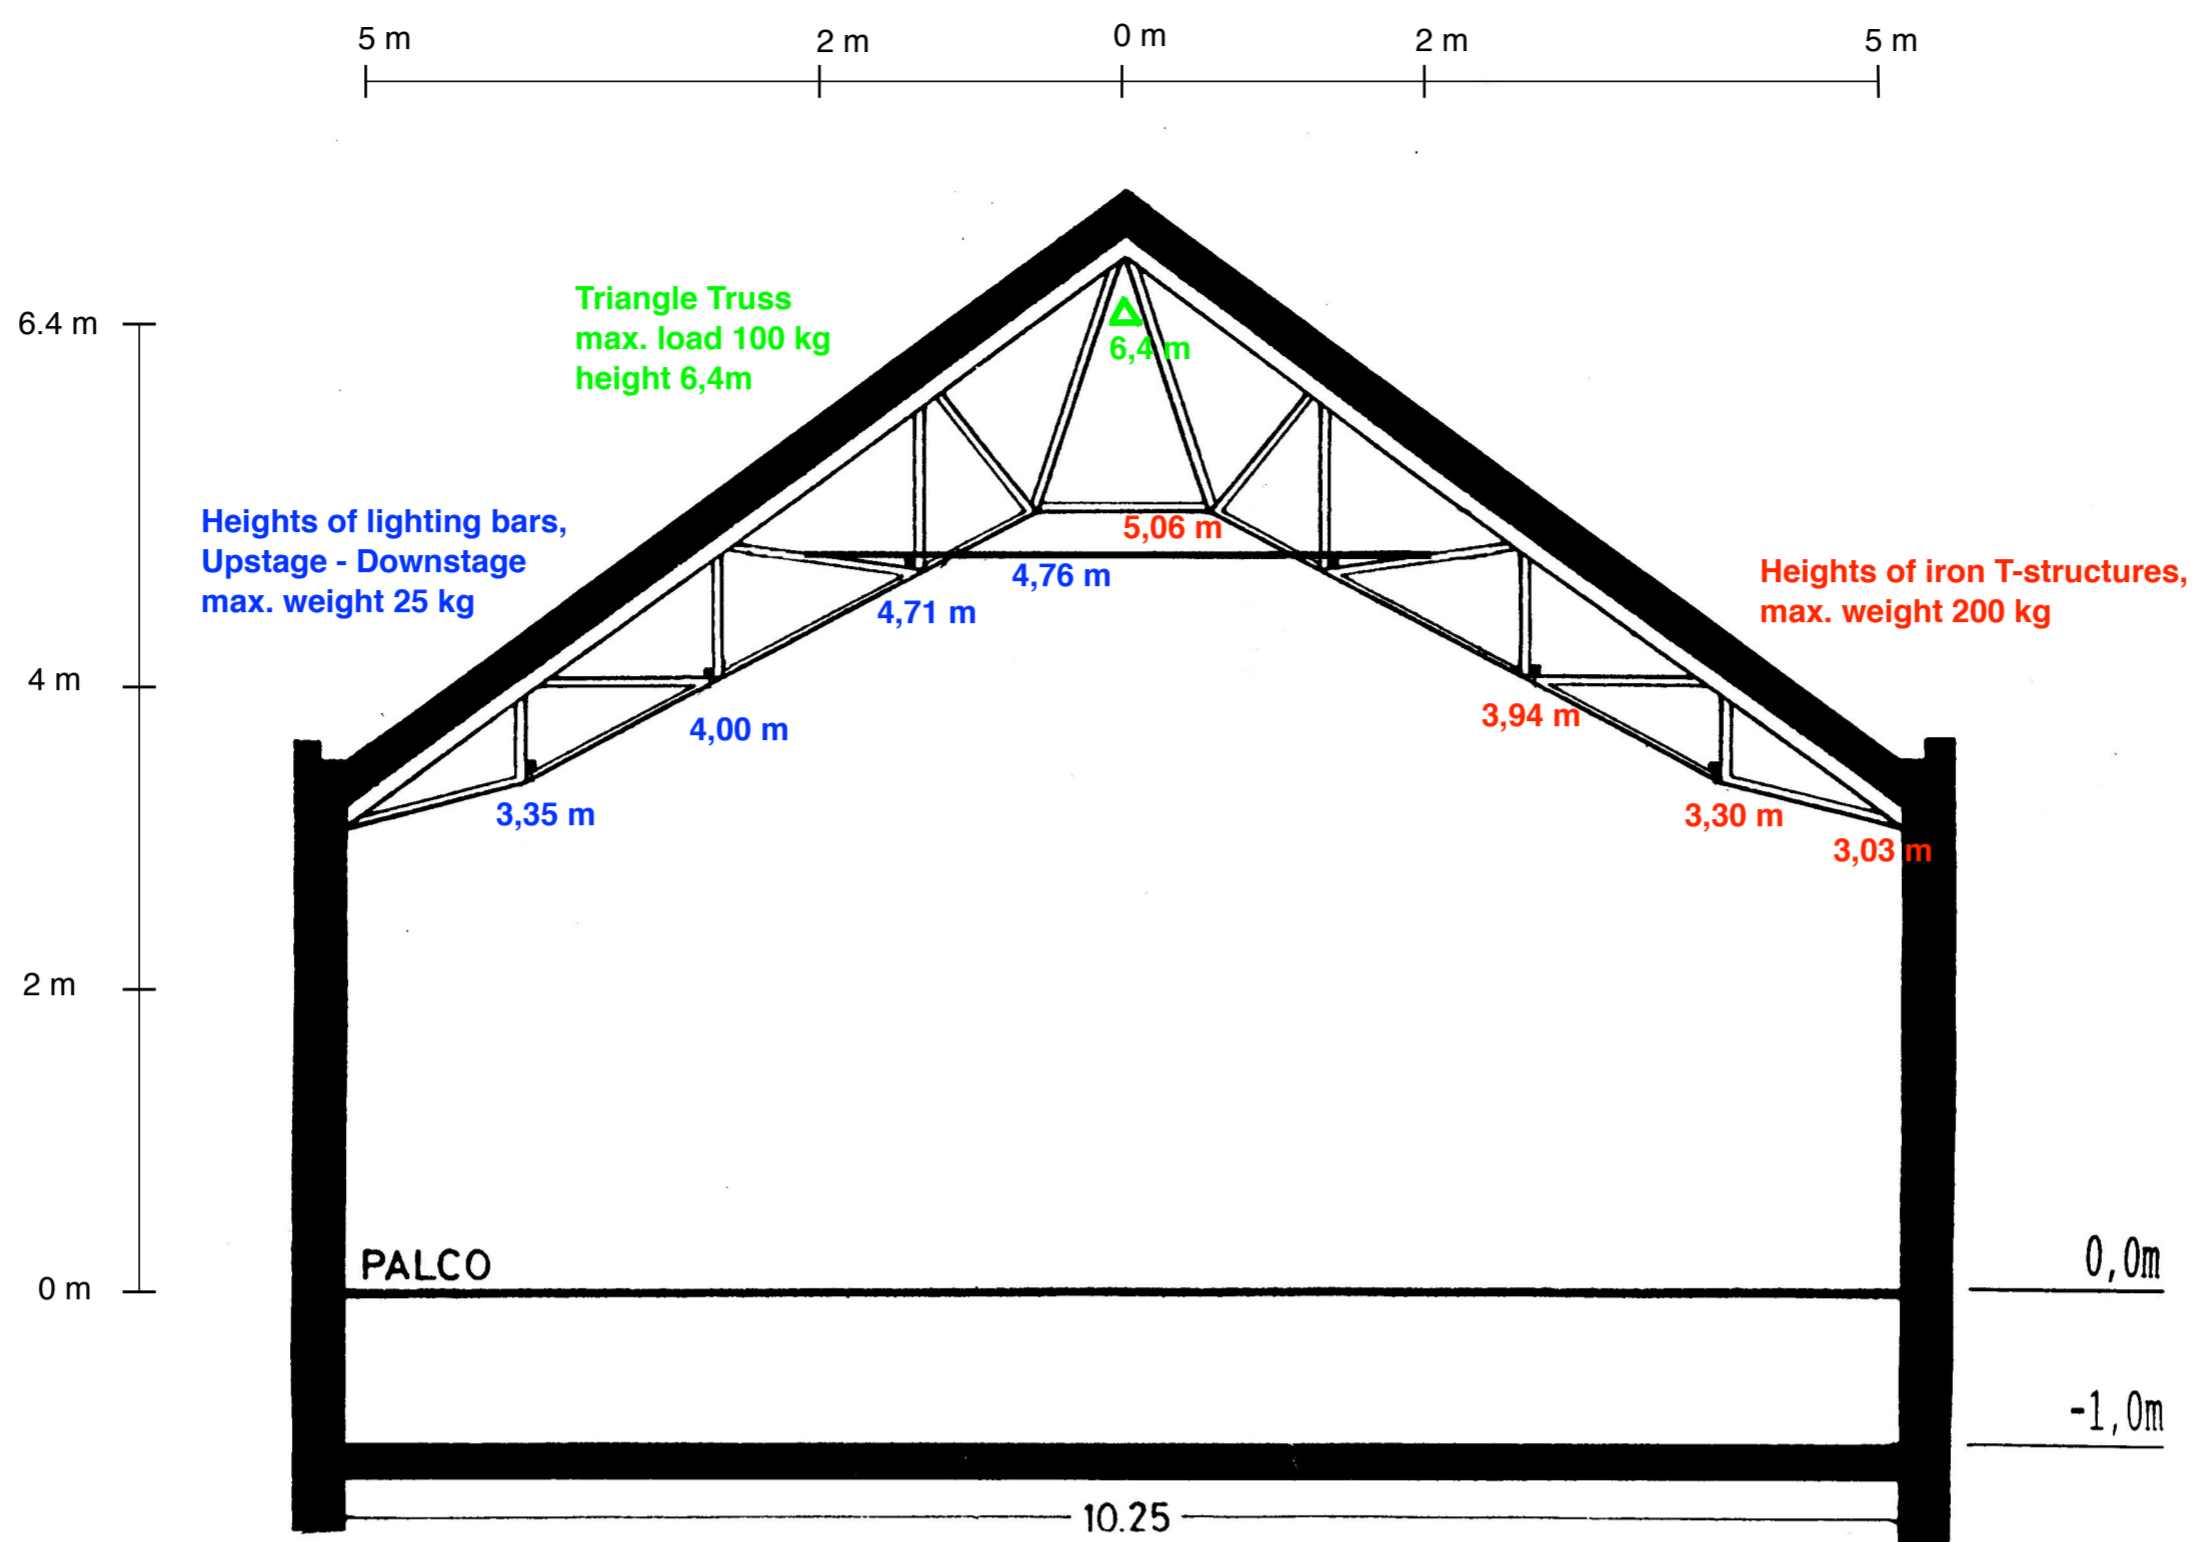 5 m
2 m
0 m
2 m
5 m
6.4 m
Triangle Truss
max. load 100 kg
height 6,4m
6,4 m
Heights of lighting bars,
Upstage - Downstage
max. weight 25 kg
5,06 m
4,76 m
4,71 m
Heights of iron T-structures,
max. weight 200 kg
4 m
4,00 m
3,94 m
3,35 m
3,30 m
3,03 m
2 m
PALCO
0 m
0,0m
-1,0m
10.25